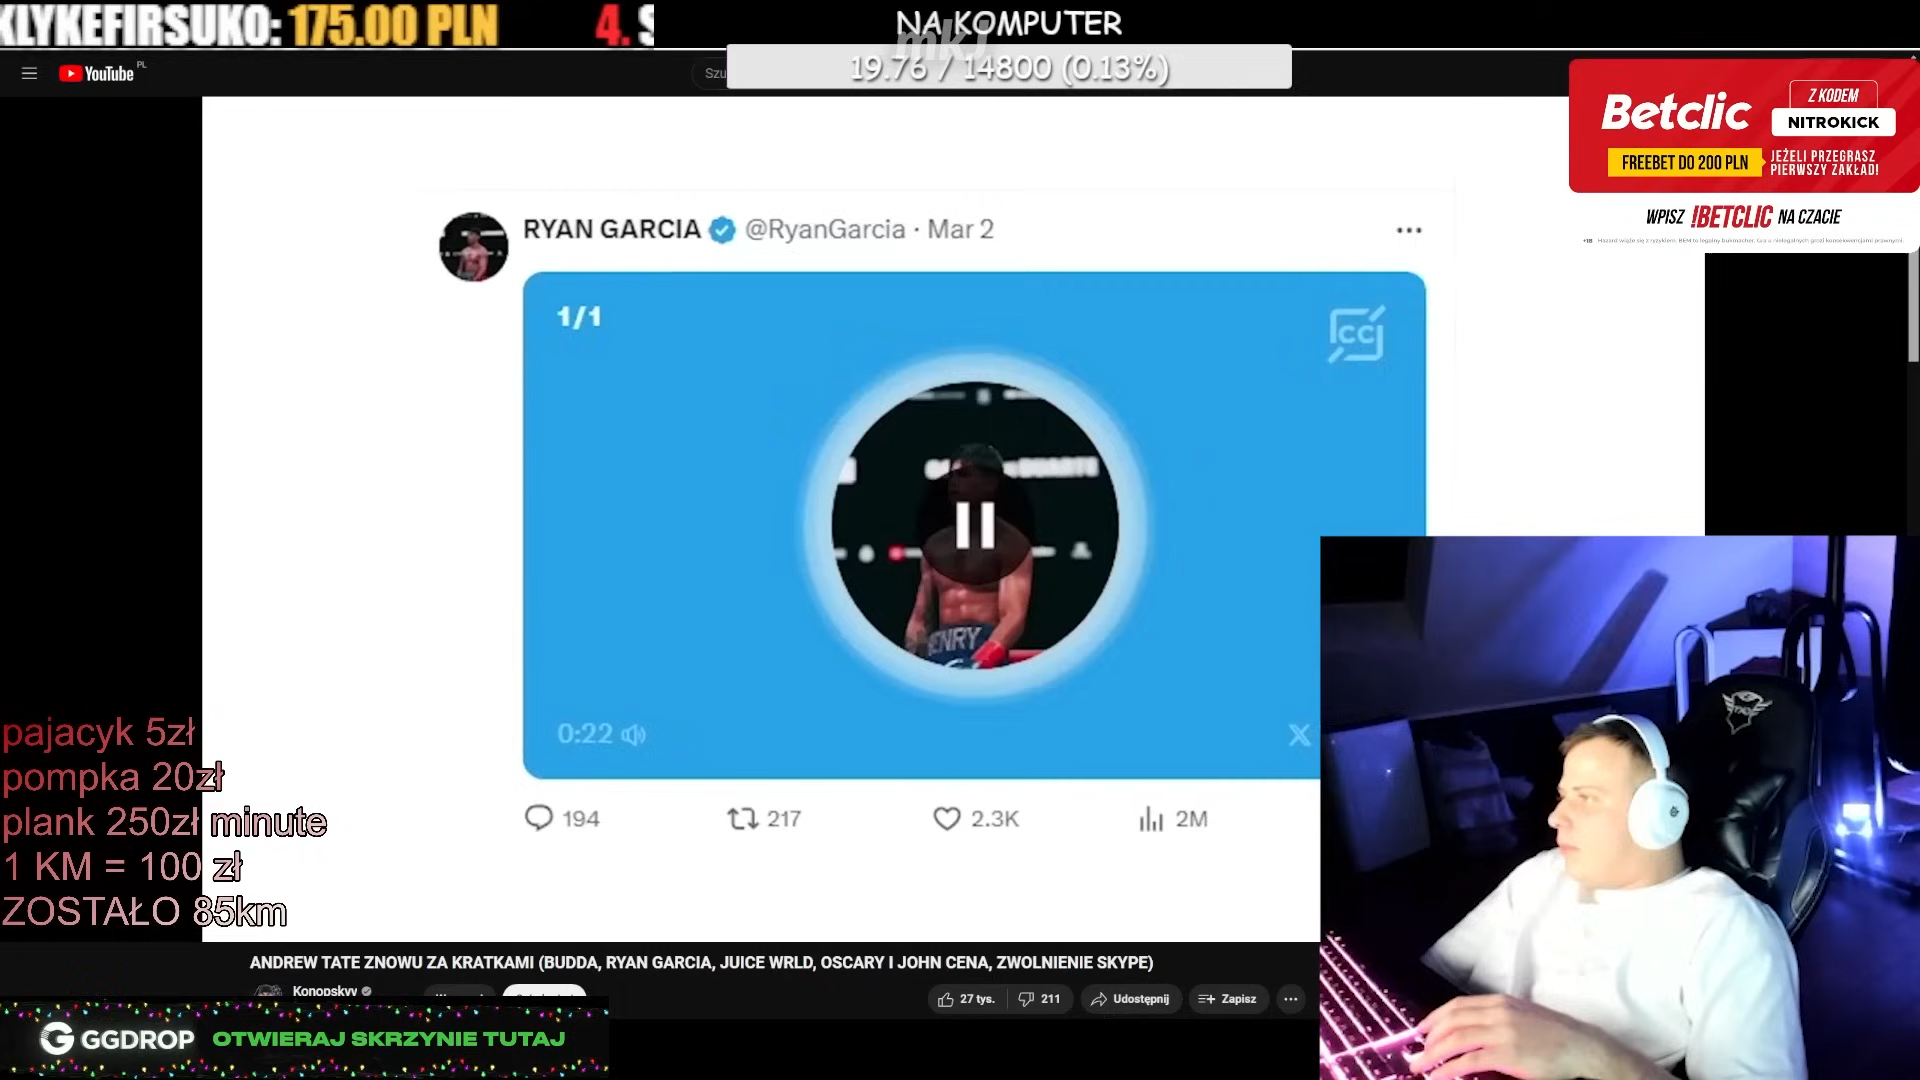 KLYKEFIRSUKO: 175.00 PLN 4. S
NA KOMPUTER
mkJ
19.76 / 14800 (0.13%)
YouTube PL
Szu
Betclic
Z KODEM
NITROKICK
FREEBET DO 200 PLN
JEŻELI PRZEGRASZ
PIERWSZY ZAKŁAD!
WPISZ !BETCLIC NA CZACIE
RYAN GARCIA @RyanGarcia · Mar 2
1/1
CC
HENRY
0:22
194
217
2.3K
2M
pajacyk 5zł
pompka 20zł
plank 250zł minute
1 KM = 100 zł
ZOSTAŁO 85km
ANDREW TATE ZNOWU ZA KRATKAMI (BUDDA, RYAN GARCIA, JUICE WRLD, OSCARY I JOHN CENA, ZWOLNIENIE SKYPE)
Konopskyy
27 tys.
211
Udostępnij
Zapisz
GGDROP OTWIERAJ SKRZYNIE TUTAJ